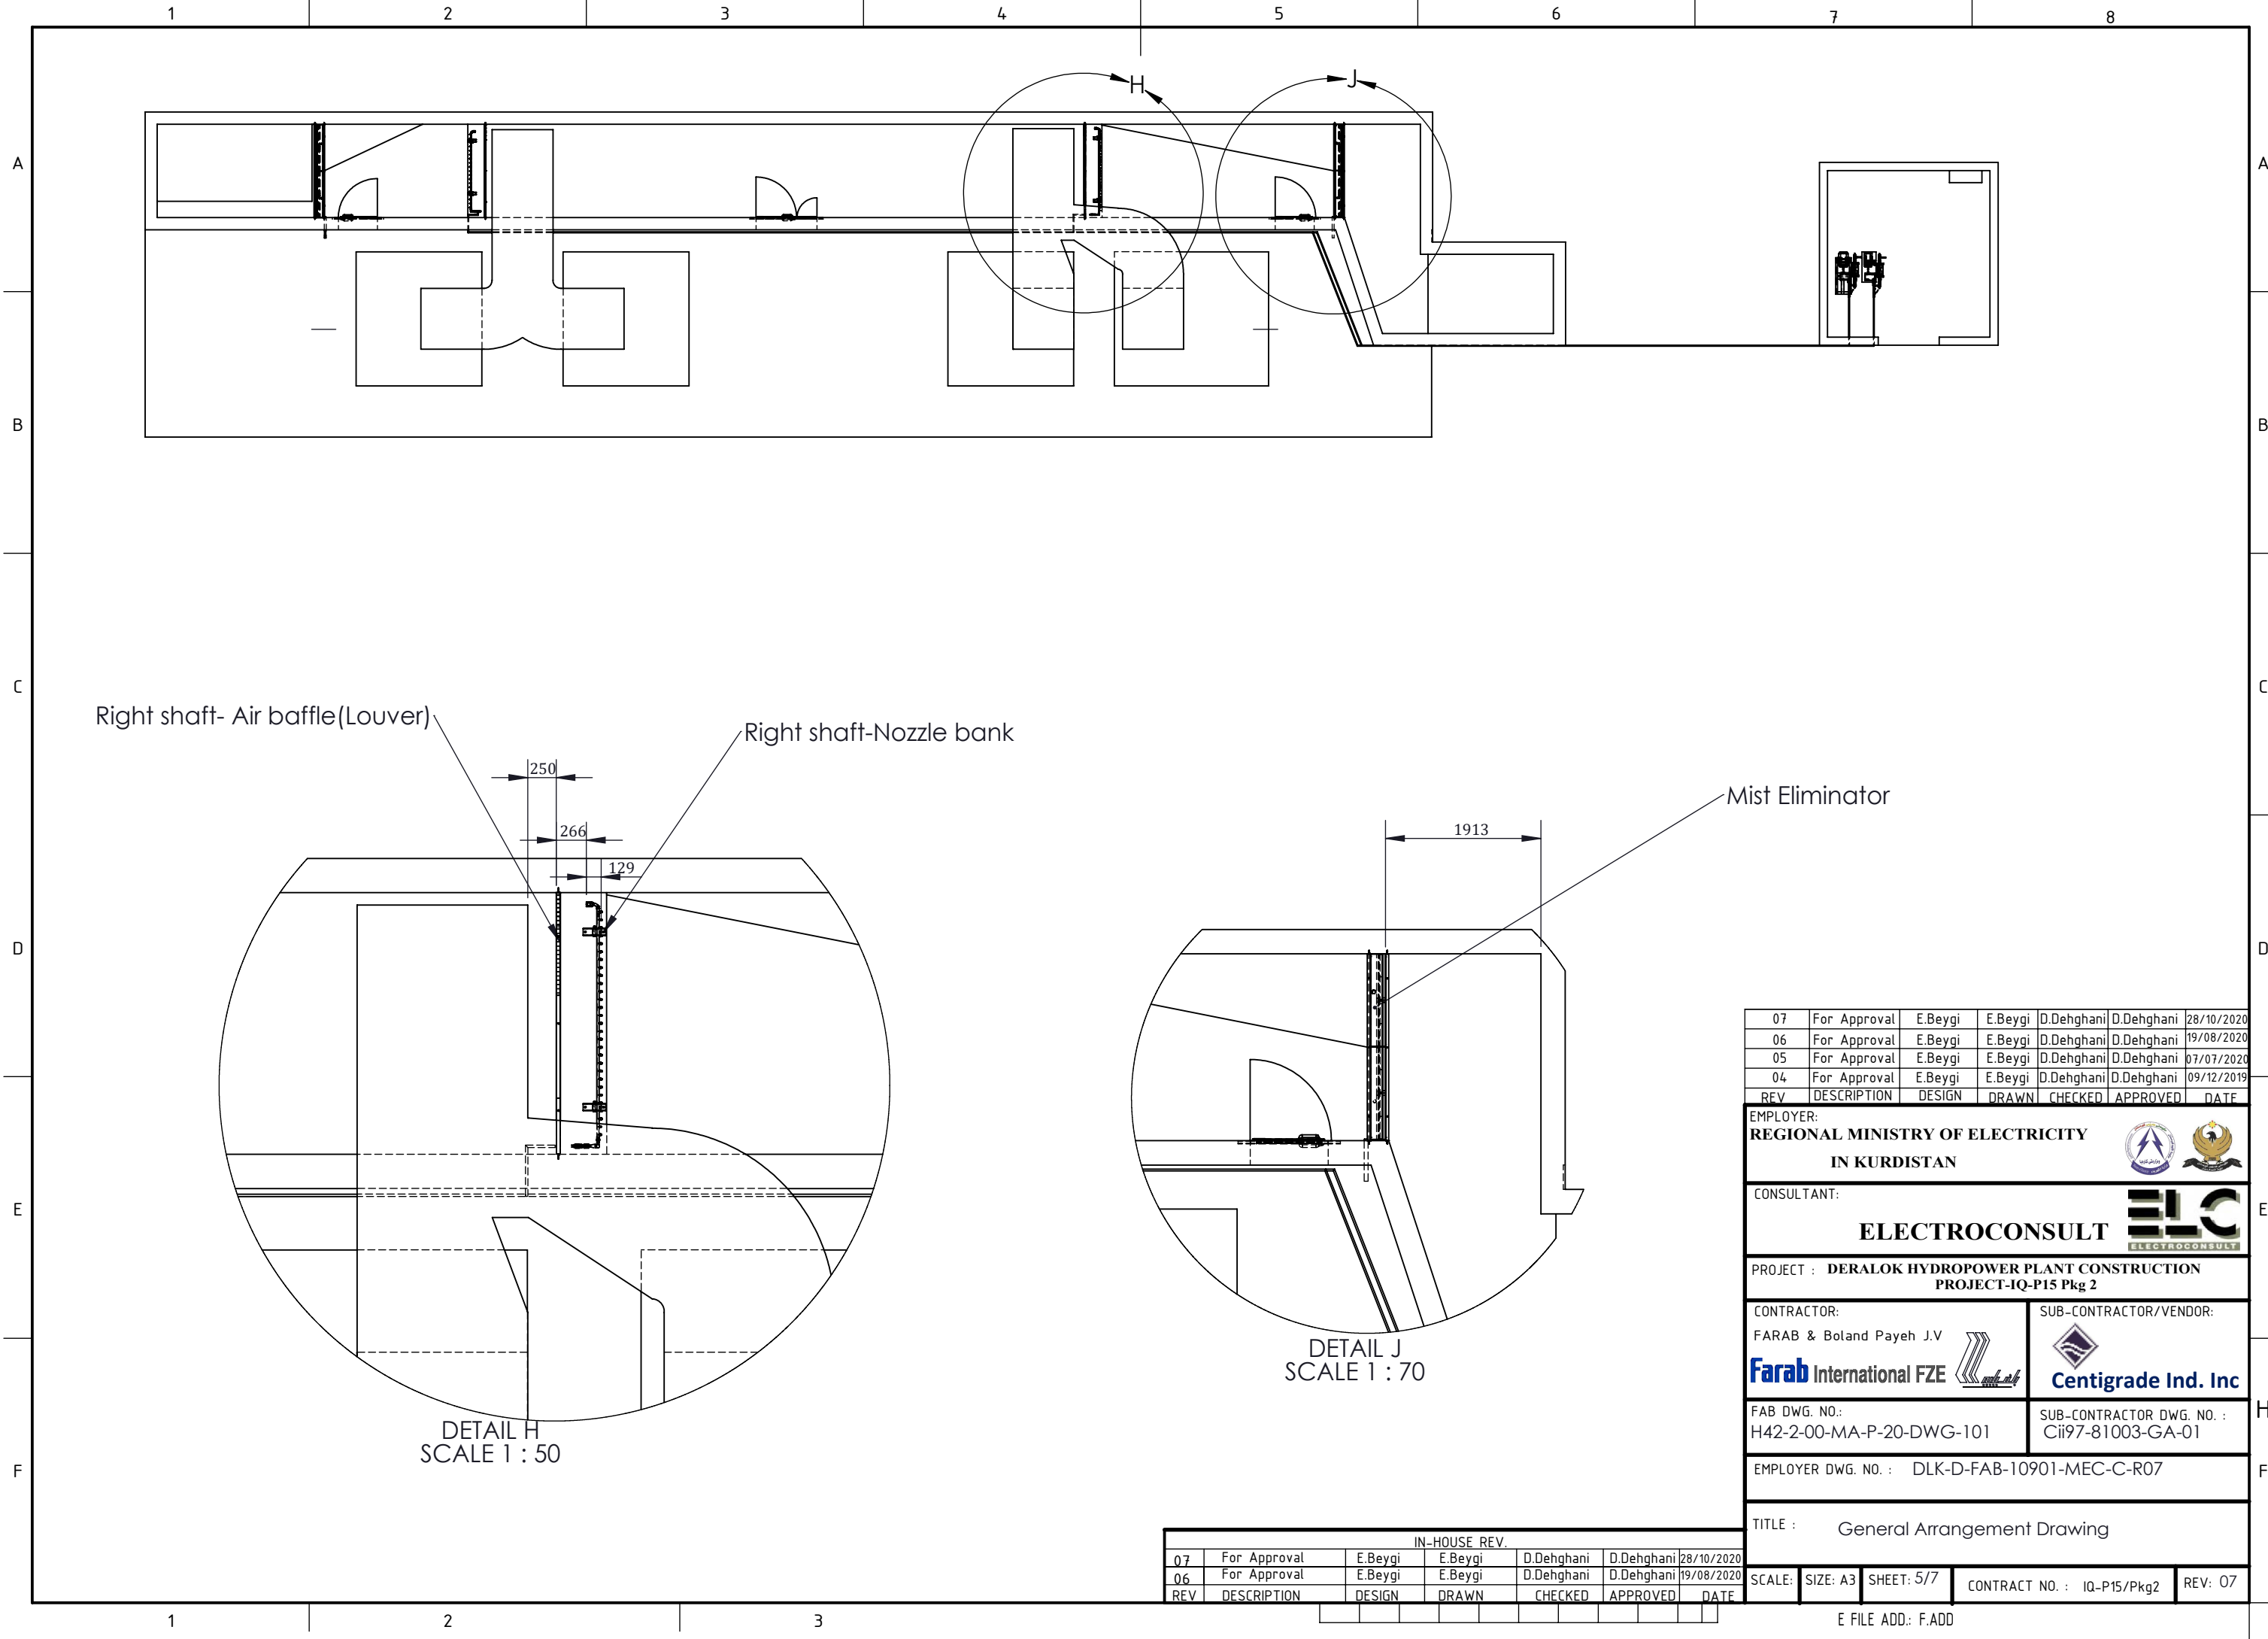 1 2 3 4 5 6 7 8
H J
A A
B B
C C
Right shaft- Air baffle(Louver)
Right shaft-Nozzle bank
Mist Eliminator
250
266
129
1913
D D
DETAIL H
SCALE 1 : 50
DETAIL J
SCALE 1 : 70
07 For Approval E.Beygi E.Beygi D.Dehghani D.Dehghani 28/10/2020
06 For Approval E.Beygi E.Beygi D.Dehghani D.Dehghani 19/08/2020
05 For Approval E.Beygi E.Beygi D.Dehghani D.Dehghani 07/07/2020
04 For Approval E.Beygi E.Beygi D.Dehghani D.Dehghani 09/12/2019
REV DESCRIPTION DESIGN DRAWN CHECKED APPROVED DATE
EMPLOYER:
REGIONAL MINISTRY OF ELECTRICITY
IN KURDISTAN
CONSULTANT:
ELECTROCONSULT
ELC
ELECTROCONSULT
E E
PROJECT : DERALOK HYDROPOWER PLANT CONSTRUCTION
PROJECT-IQ-P15 Pkg 2
CONTRACTOR:
FARAB & Boland Payeh J.V
Farab International FZE
SUB-CONTRACTOR/VENDOR:
Centigrade Ind. Inc
FAB DWG. NO.:
H42-2-00-MA-P-20-DWG-101
SUB-CONTRACTOR DWG. NO. :
Cii97-81003-GA-01
H
EMPLOYER DWG. NO. : DLK-D-FAB-10901-MEC-C-R07
F F
TITLE : General Arrangement Drawing
SCALE: SIZE: A3 SHEET: 5/7 CONTRACT NO. : IQ-P15/Pkg2 REV: 07
IN-HOUSE REV.
07 For Approval E.Beygi E.Beygi D.Dehghani D.Dehghani 28/10/2020
06 For Approval E.Beygi E.Beygi D.Dehghani D.Dehghani 19/08/2020
REV DESCRIPTION DESIGN DRAWN CHECKED APPROVED DATE
1 2 3
E FILE ADD.: F.ADD